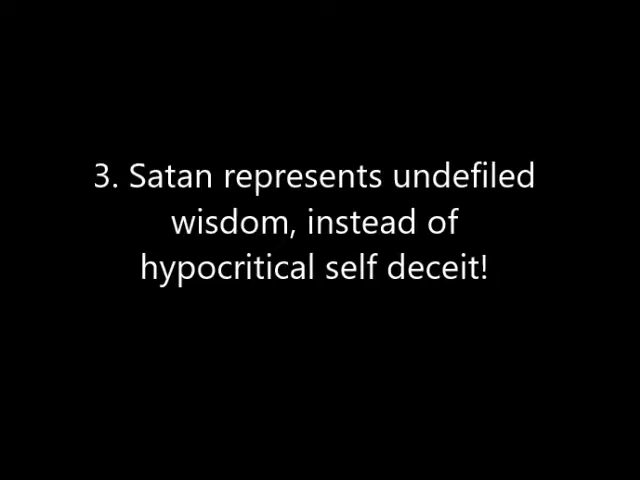 3. Satan represents undefiled
wisdom, instead of
hypocritical self deceit!